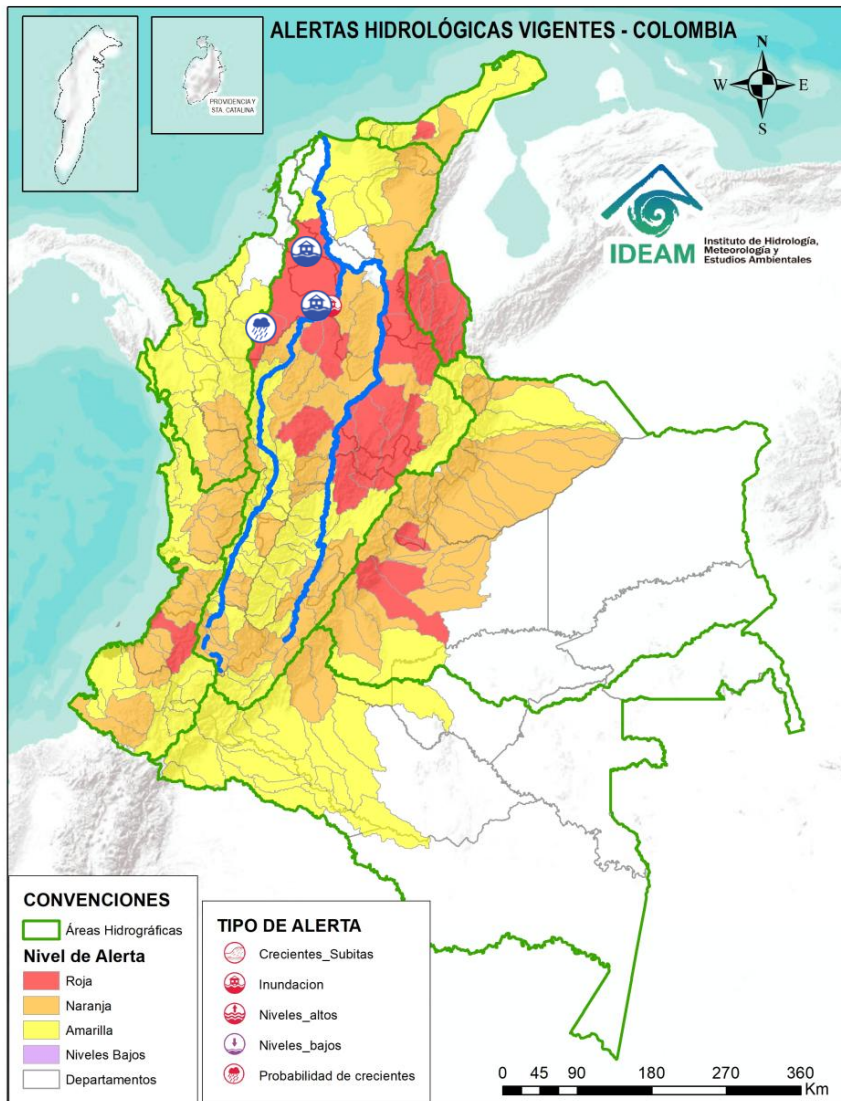 ALERTAS HIDROLÓGICAS VIGENTES - COLOMBIA
PROVIDENCIA Y
STA. CATALINA
N
W
E
S
IDEAM
Instituto de Hidrología,
Meteorología y
Estudios Ambientales
CONVENCIONES
Áreas Hidrográficas
Nivel de Alerta
Roja
Naranja
Amarilla
Niveles Bajos
Departamentos
TIPO DE ALERTA
Crecientes_Subitas
Inundacion
Niveles_altos
Niveles_bajos
Probabilidad de crecientes
0 45 90 180 270 360
Km